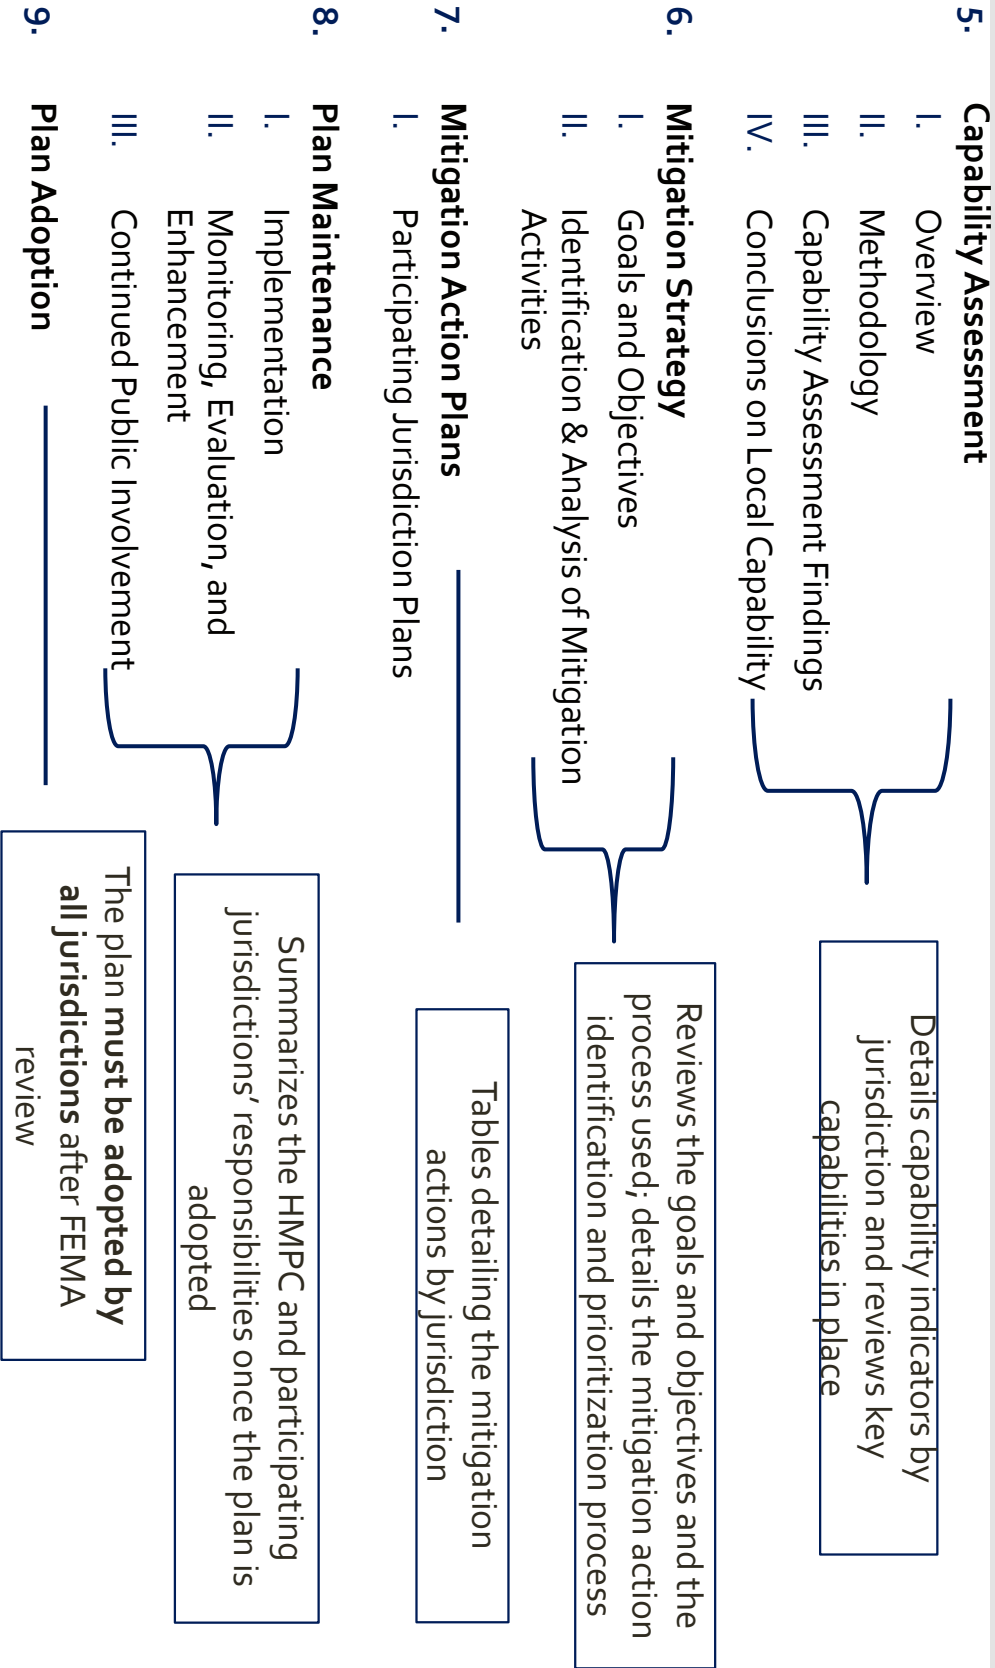 5. Capability Assessment
I. Overview
II. Methodology
III. Capability Assessment Findings
IV. Conclusions on Local Capability
Details capability indicators by
jurisdiction and reviews key
capabilities in place
6. Mitigation Strategy
I. Goals and Objectives
II. Identification & Analysis of Mitigation
Activities
Reviews the goals and objectives and the
process used; details the mitigation action
identification and prioritization process
7. Mitigation Action Plans
I. Participating Jurisdiction Plans
Tables detailing the mitigation
actions by jurisdiction
8. Plan Maintenance
I. Implementation
II. Monitoring, Evaluation, and
Enhancement
III. Continued Public Involvement
Summarizes the HMPC and participating
jurisdictions’ responsibilities once the plan is
adopted
9. Plan Adoption
The plan must be adopted by
all jurisdictions after FEMA
review